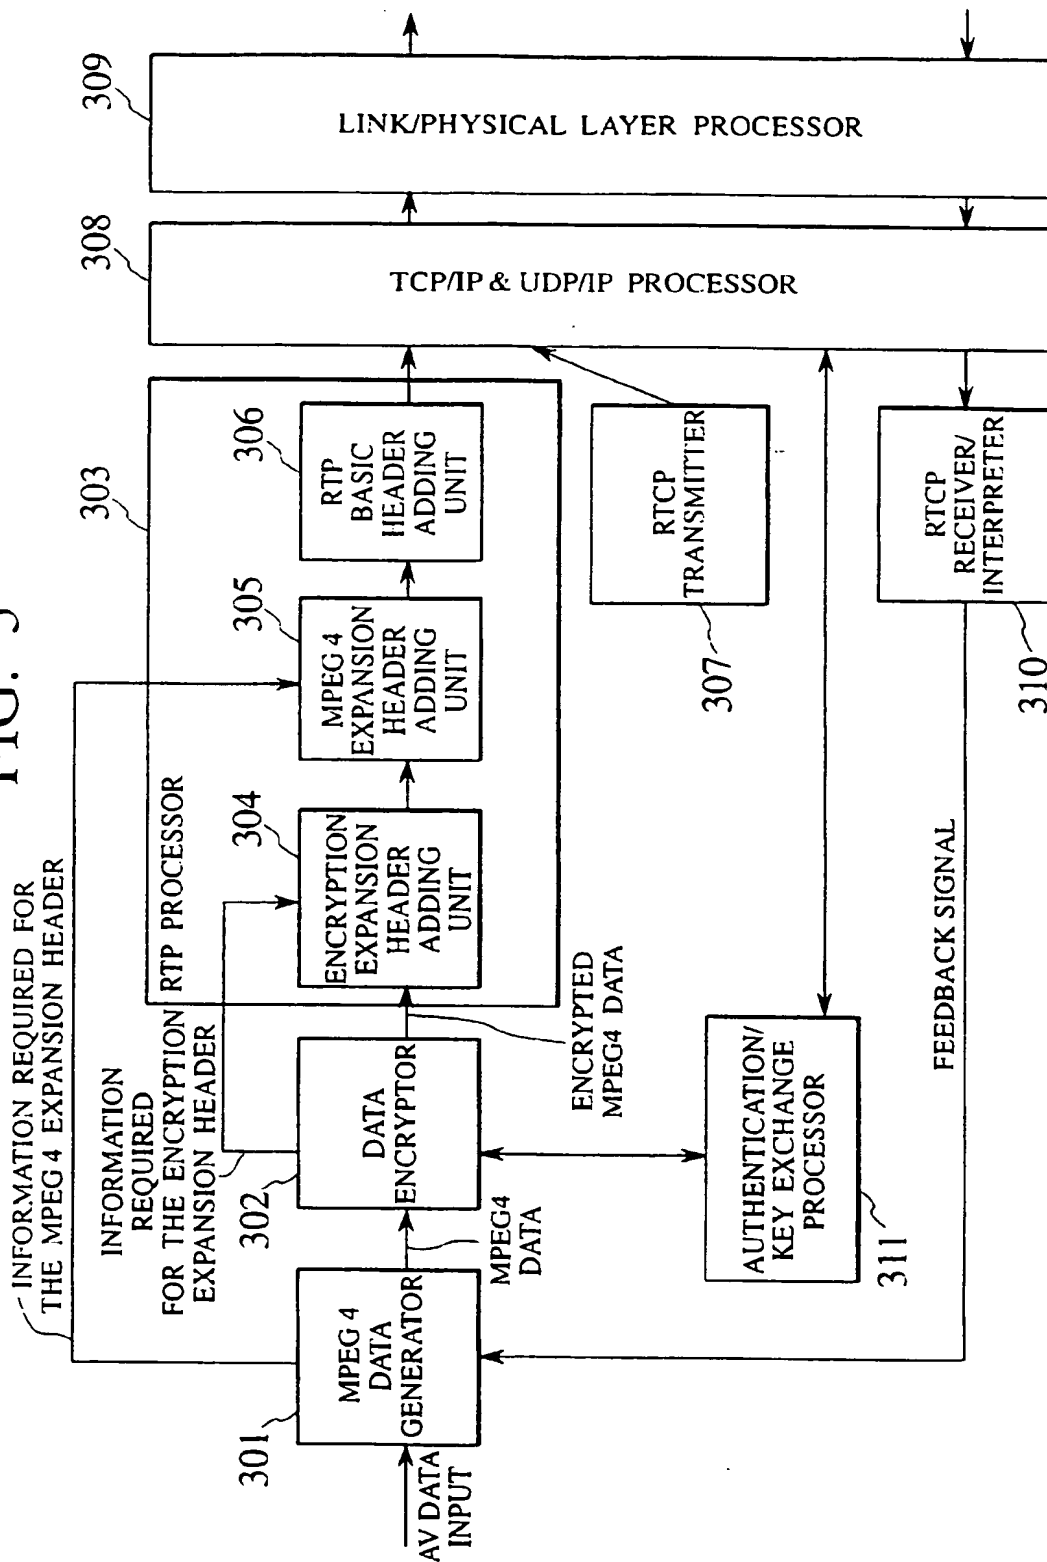 FIG.
INFORMATION REQUIRED FOR
THE MPEG 4 EXPANSION HEADER
INFORMATION
REQUIRED
FOR THE ENCRYPTION
EXPANSION HEADER
RTP PROCESSOR
303
301
MPEG 4
DATA
GENERATOR
AV DATA
INPUT
MPEG4
DATA
302
DATA
ENCRYPTOR
ENCRYPTED
MPEG4 DATA
304
ENCRYPTION
EXPANSION
HEADER
ADDING
UNIT
305
MPEG 4
EXPANSION
HEADER
ADDING
UNIT
306
RTP
BASIC
HEADER
ADDING
UNIT
308
TCP/IP & UDP/IP PROCESSOR
309
LINK/PHYSICAL LAYER PROCESSOR
RTCP
TRANSMITTER
307
AUTHENTICATION/
KEY EXCHANGE
PROCESSOR
311
RTCP
RECEIVER/
INTERPRETER
310
FEEDBACK SIGNAL